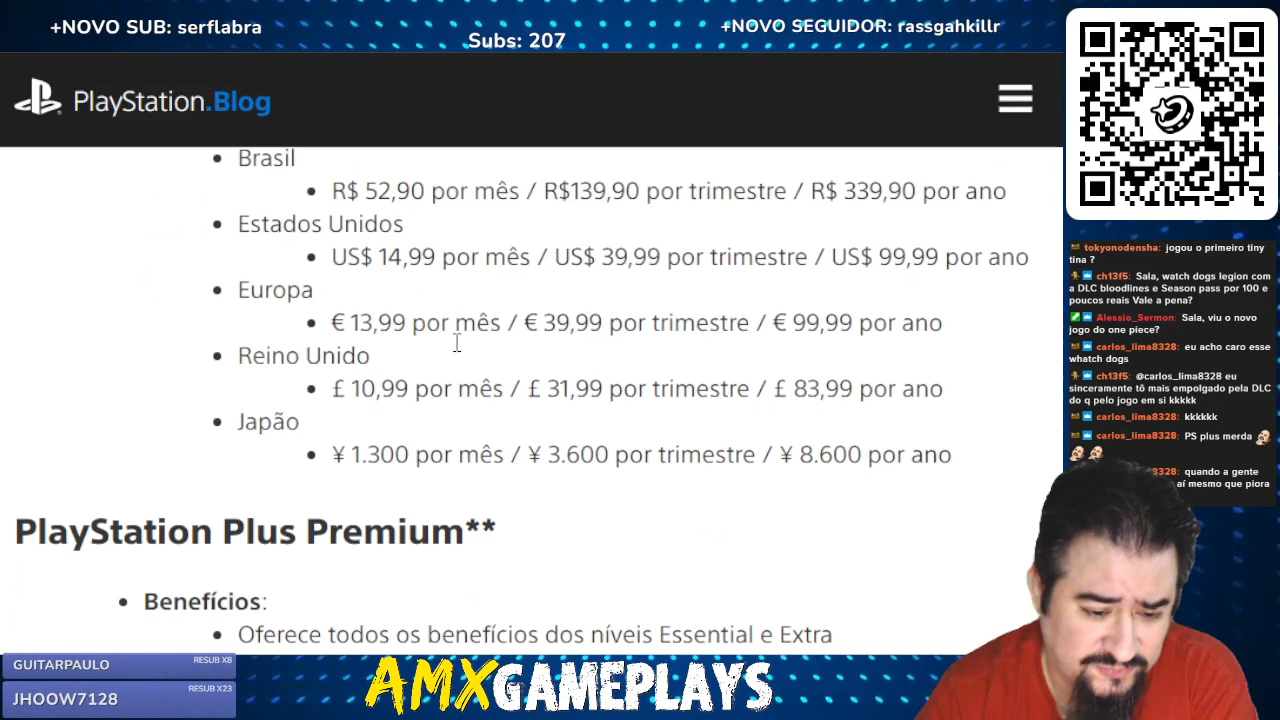 +NOVO SUB: serflabra
Subs: 207
+NOVO SEGUIDOR: rassgahkillr
PlayStation.Blog
• Brasil
• R$ 52,90 por mês / R$139,90 por trimestre / R$ 339,90 por ano
• Estados Unidos
• US$ 14,99 por mês / US$ 39,99 por trimestre / US$ 99,99 por ano
• Europa
• € 13,99 por mês / € 39,99 por trimestre / € 99,99 por ano
• Reino Unido
• £ 10,99 por mês / £ 31,99 por trimestre / £ 83,99 por ano
• Japão
• ¥ 1.300 por mês / ¥ 3.600 por trimestre / ¥ 8.600 por ano
PlayStation Plus Premium**
• Benefícios:
• Oferece todos os benefícios dos níveis Essential e Extra
tokyonodensha: jogou o primeiro tiny
tina ?
ch13f5: Sala, watch dogs legion com
a DLC bloodlines e Season pass por 100 e
poucos reais Vale a pena?
Alessio_Sermon: Sala, viu o novo
jogo do one piece?
carlos_lima8328: eu acho caro esse
whatch dogs
ch13f5: @carlos_lima8328 eu
sinceramente tô mais empolgado pela DLC
do q pelo jogo em si kkkkk
carlos_lima8328: kkkkkk
carlos_lima8328: PS plus merda
328: quando a gente
aí mesmo que piora
GUITARPAULO
RESUB X8
JHOOW7128
RESUB X23
AMXGAMEPLAYS